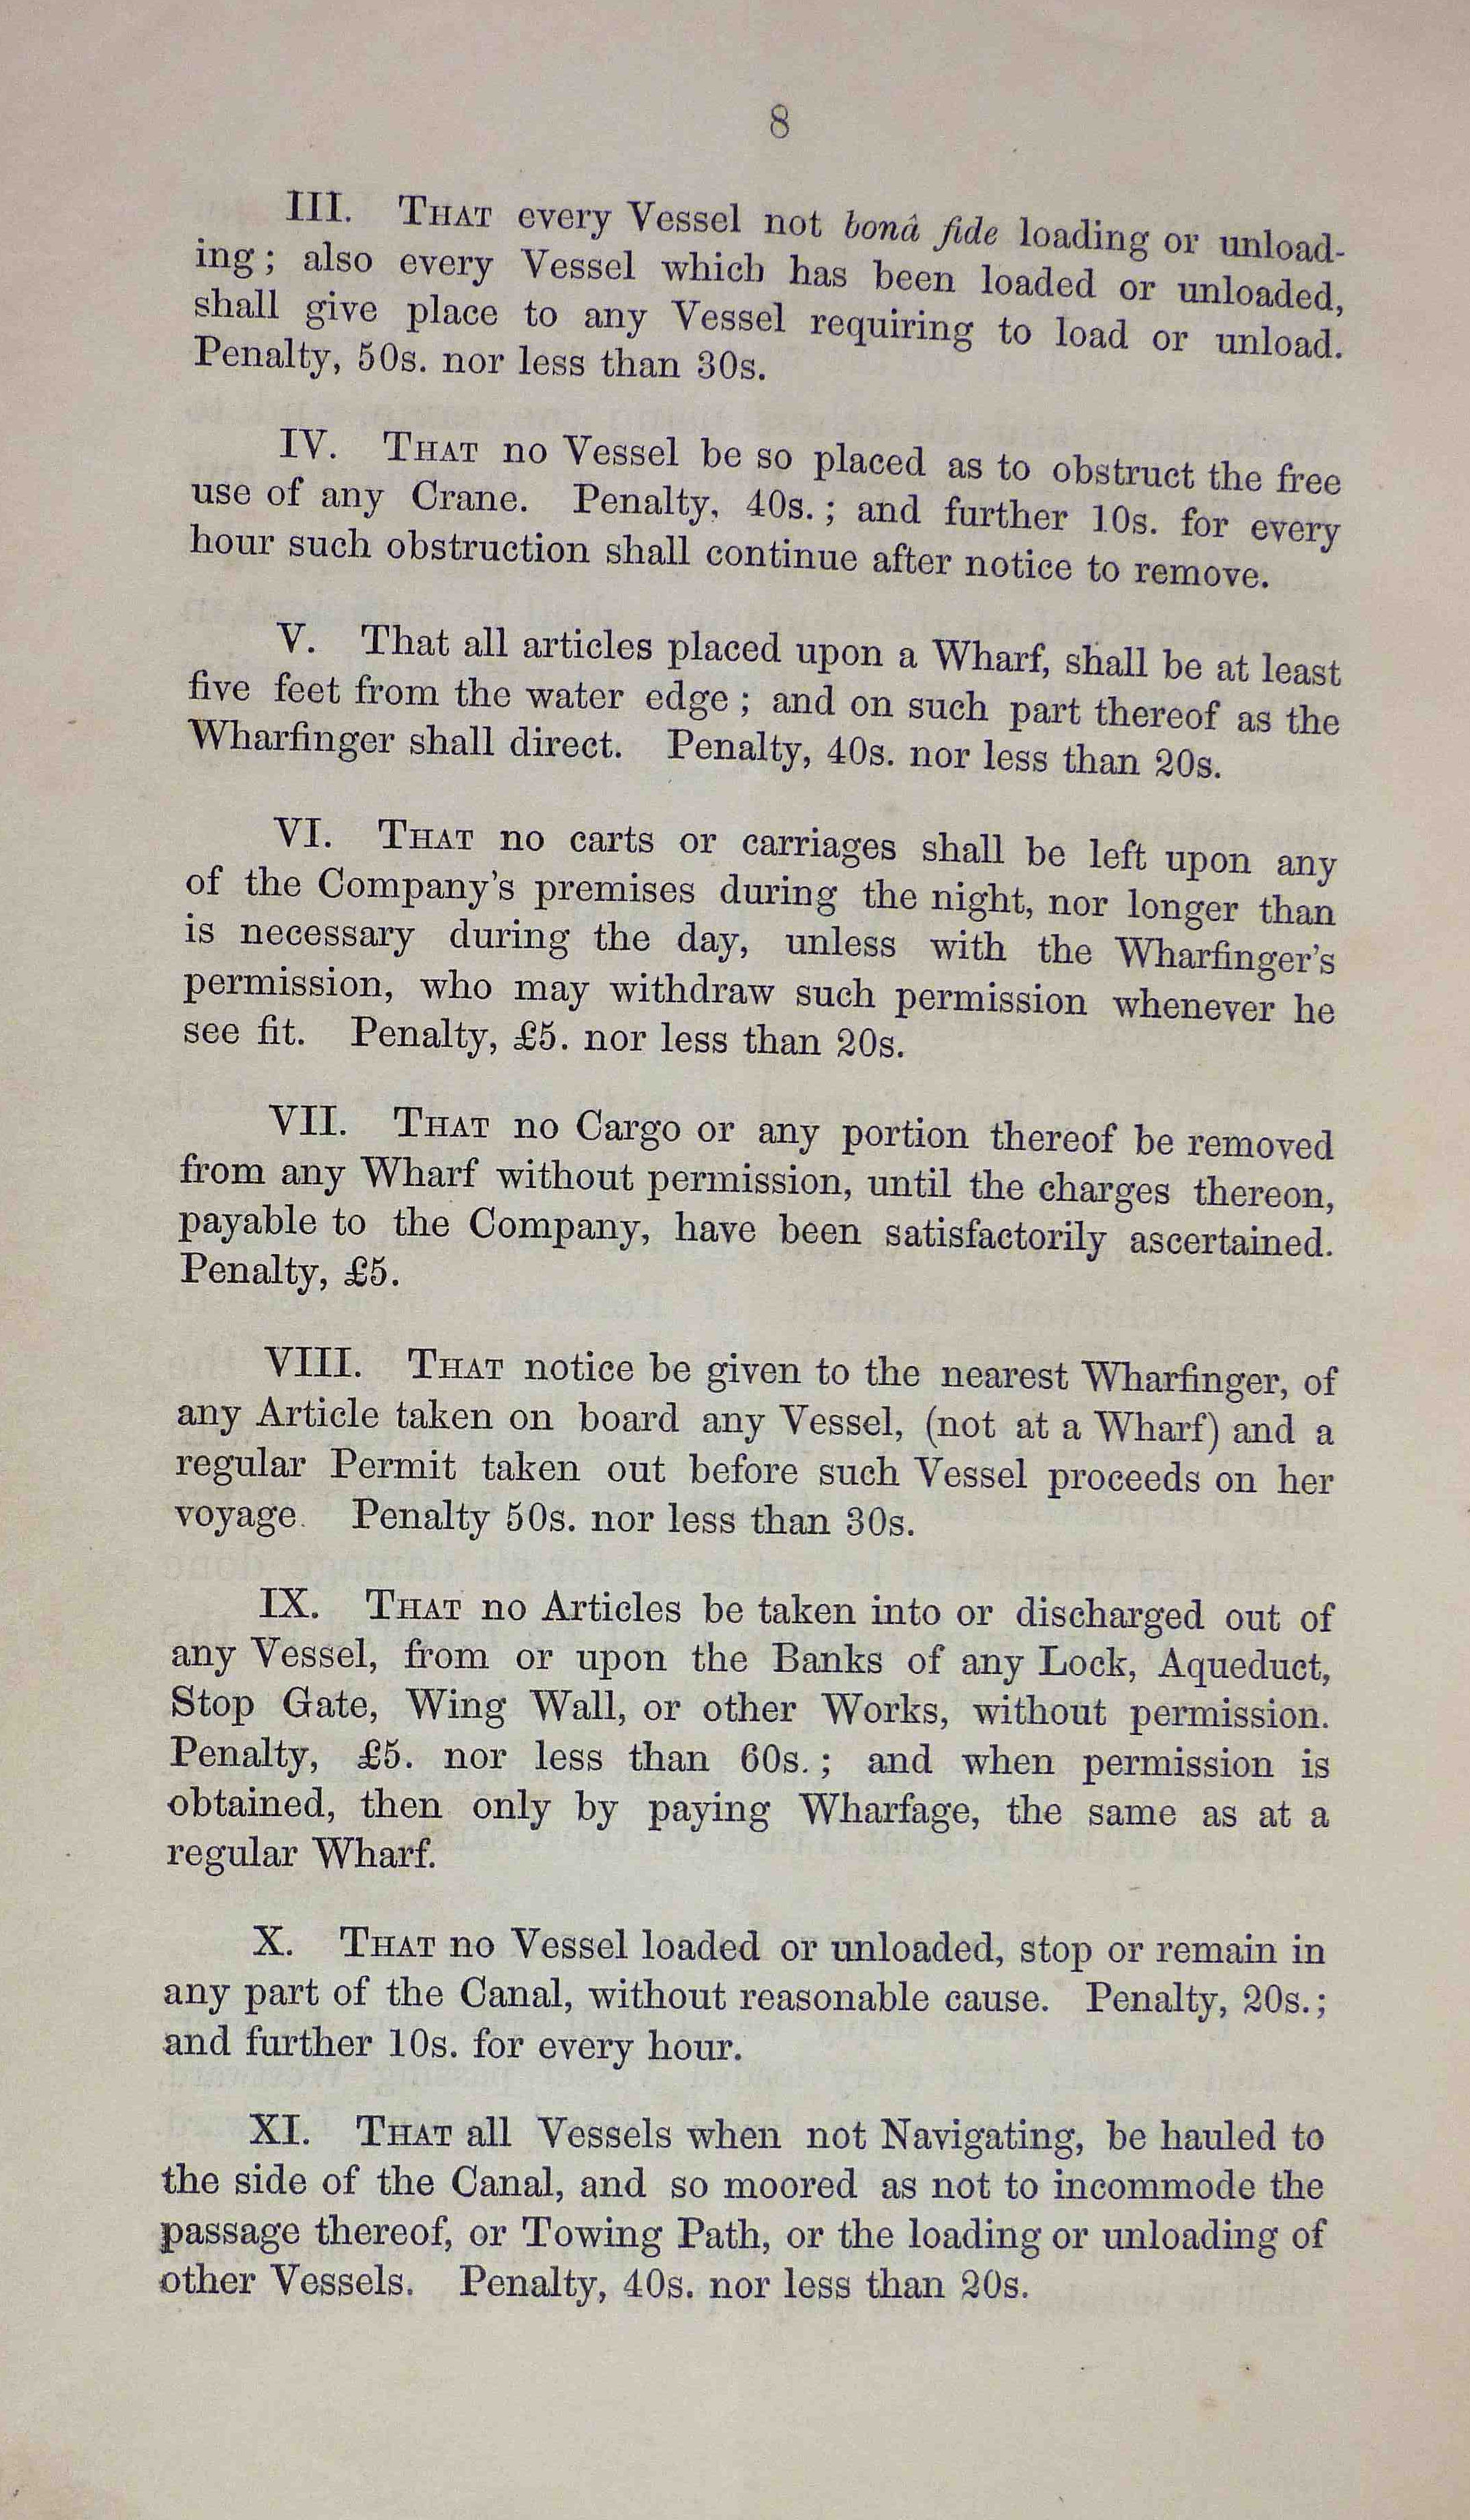 8
III. THAT every Vessel not bonâ fide loading or unload-
ing; also every Vessel which has been loaded or unloaded,
shall give place to any Vessel requiring to load or unload.
Penalty, 50s. nor less than 30s.
IV. THAT no Vessel be so placed as to obstruct the free
use of any Crane. Penalty, 40s.; and further 10s. for every
hour such obstruction shall continue after notice to remove.
V. That all articles placed upon a Wharf, shall be at least
five feet from the water edge; and on such part thereof as the
Wharfinger shall direct. Penalty, 40s. nor less than 20s.
VI. THAT no carts or carriages shall be left upon any
of the Company's premises during the night, nor longer than
is necessary during the day, unless with the Wharfinger's
permission, who may withdraw such permission whenever he
see fit. Penalty, £5. nor less than 20s.
VII. THAT no Cargo or any portion thereof be removed
from any Wharf without permission, until the charges thereon,
payable to the Company, have been satisfactorily ascertained.
Penalty, £5.
VIII. THAT notice be given to the nearest Wharfinger, of
any Article taken on board any Vessel, (not at a Wharf) and a
regular Permit taken out before such Vessel proceeds on her
voyage. Penalty 50s. nor less than 30s.
IX. THAT no Articles be taken into or discharged out of
any Vessel, from or upon the Banks of any Lock, Aqueduct,
Stop Gate, Wing Wall, or other Works, without permission.
Penalty, £5. nor less than 60s.; and when permission is
obtained, then only by paying Wharfage, the same as at a
regular Wharf.
X. THAT no Vessel loaded or unloaded, stop or remain in
any part of the Canal, without reasonable cause. Penalty, 20s.;
and further 10s. for every hour.
XI. THAT all Vessels when not Navigating, be hauled to
the side of the Canal, and so moored as not to incommode the
passage thereof, or Towing Path, or the loading or unloading of
other Vessels. Penalty, 40s. nor less than 20s.